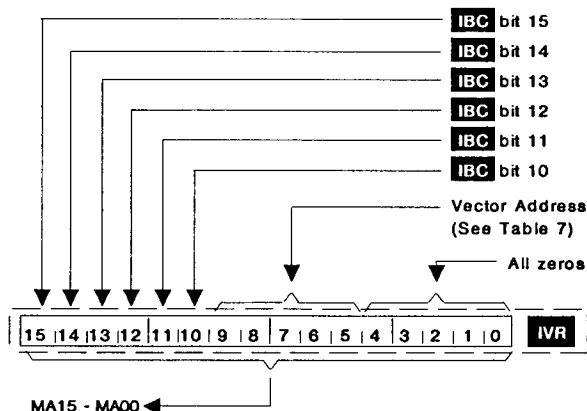 IBC bit 15
IBC bit 14
IBC bit 13
IBC bit 12
IBC bit 11
IBC bit 10
Vector Address
(See Table 7)
All zeros
15 14 13 12 11 10 9 8 7 6 5 4 3 2 1 0 IVR
MA15 - MA00